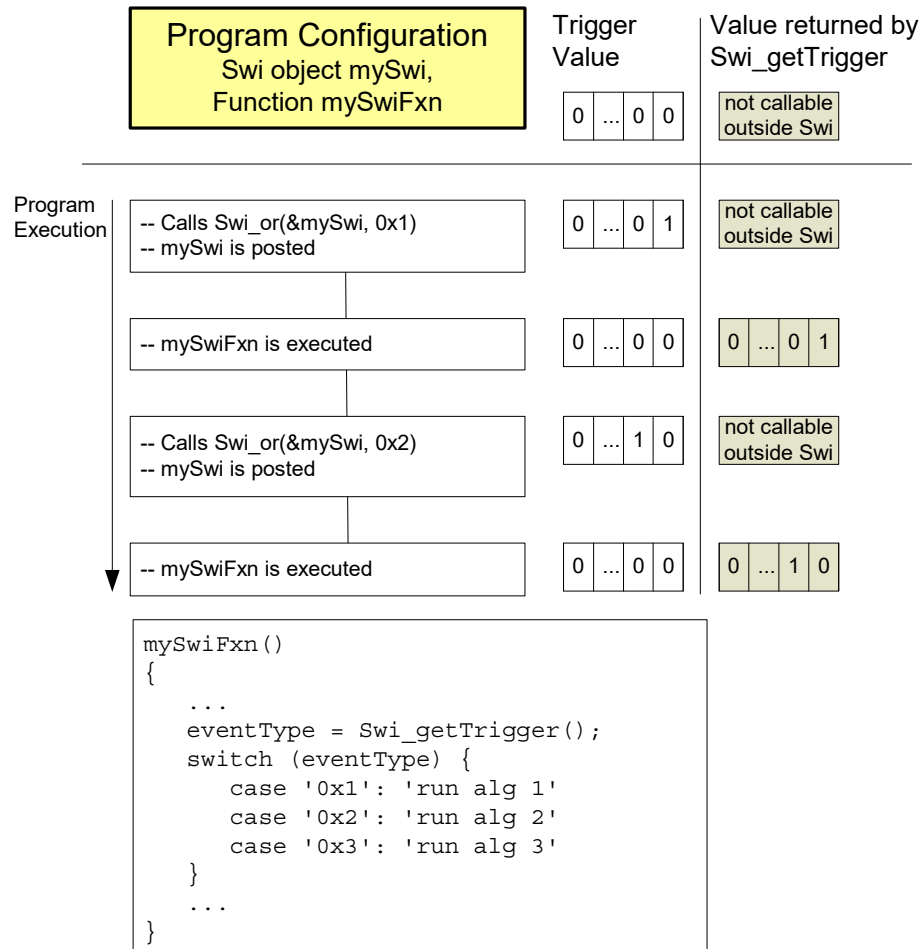 Program Configuration
Swi object mySwi,
Function mySwiFxn
Trigger
Value
Value returned by
Swi_getTrigger
0 ... 0 0
not callable
outside Swi
Program
Execution
-- Calls Swi_or(&mySwi, 0x1)
-- mySwi is posted
0 ... 0 1
not callable
outside Swi
-- mySwiFxn is executed
0 ... 0 0
0 ... 0 1
-- Calls Swi_or(&mySwi, 0x2)
-- mySwi is posted
0 ... 1 0
not callable
outside Swi
-- mySwiFxn is executed
0 ... 0 0
0 ... 1 0
mySwiFxn()
{
...
eventType = Swi_getTrigger();
switch (eventType) {
case '0x1': 'run alg 1'
case '0x2': 'run alg 2'
case '0x3': 'run alg 3'
}
...
}